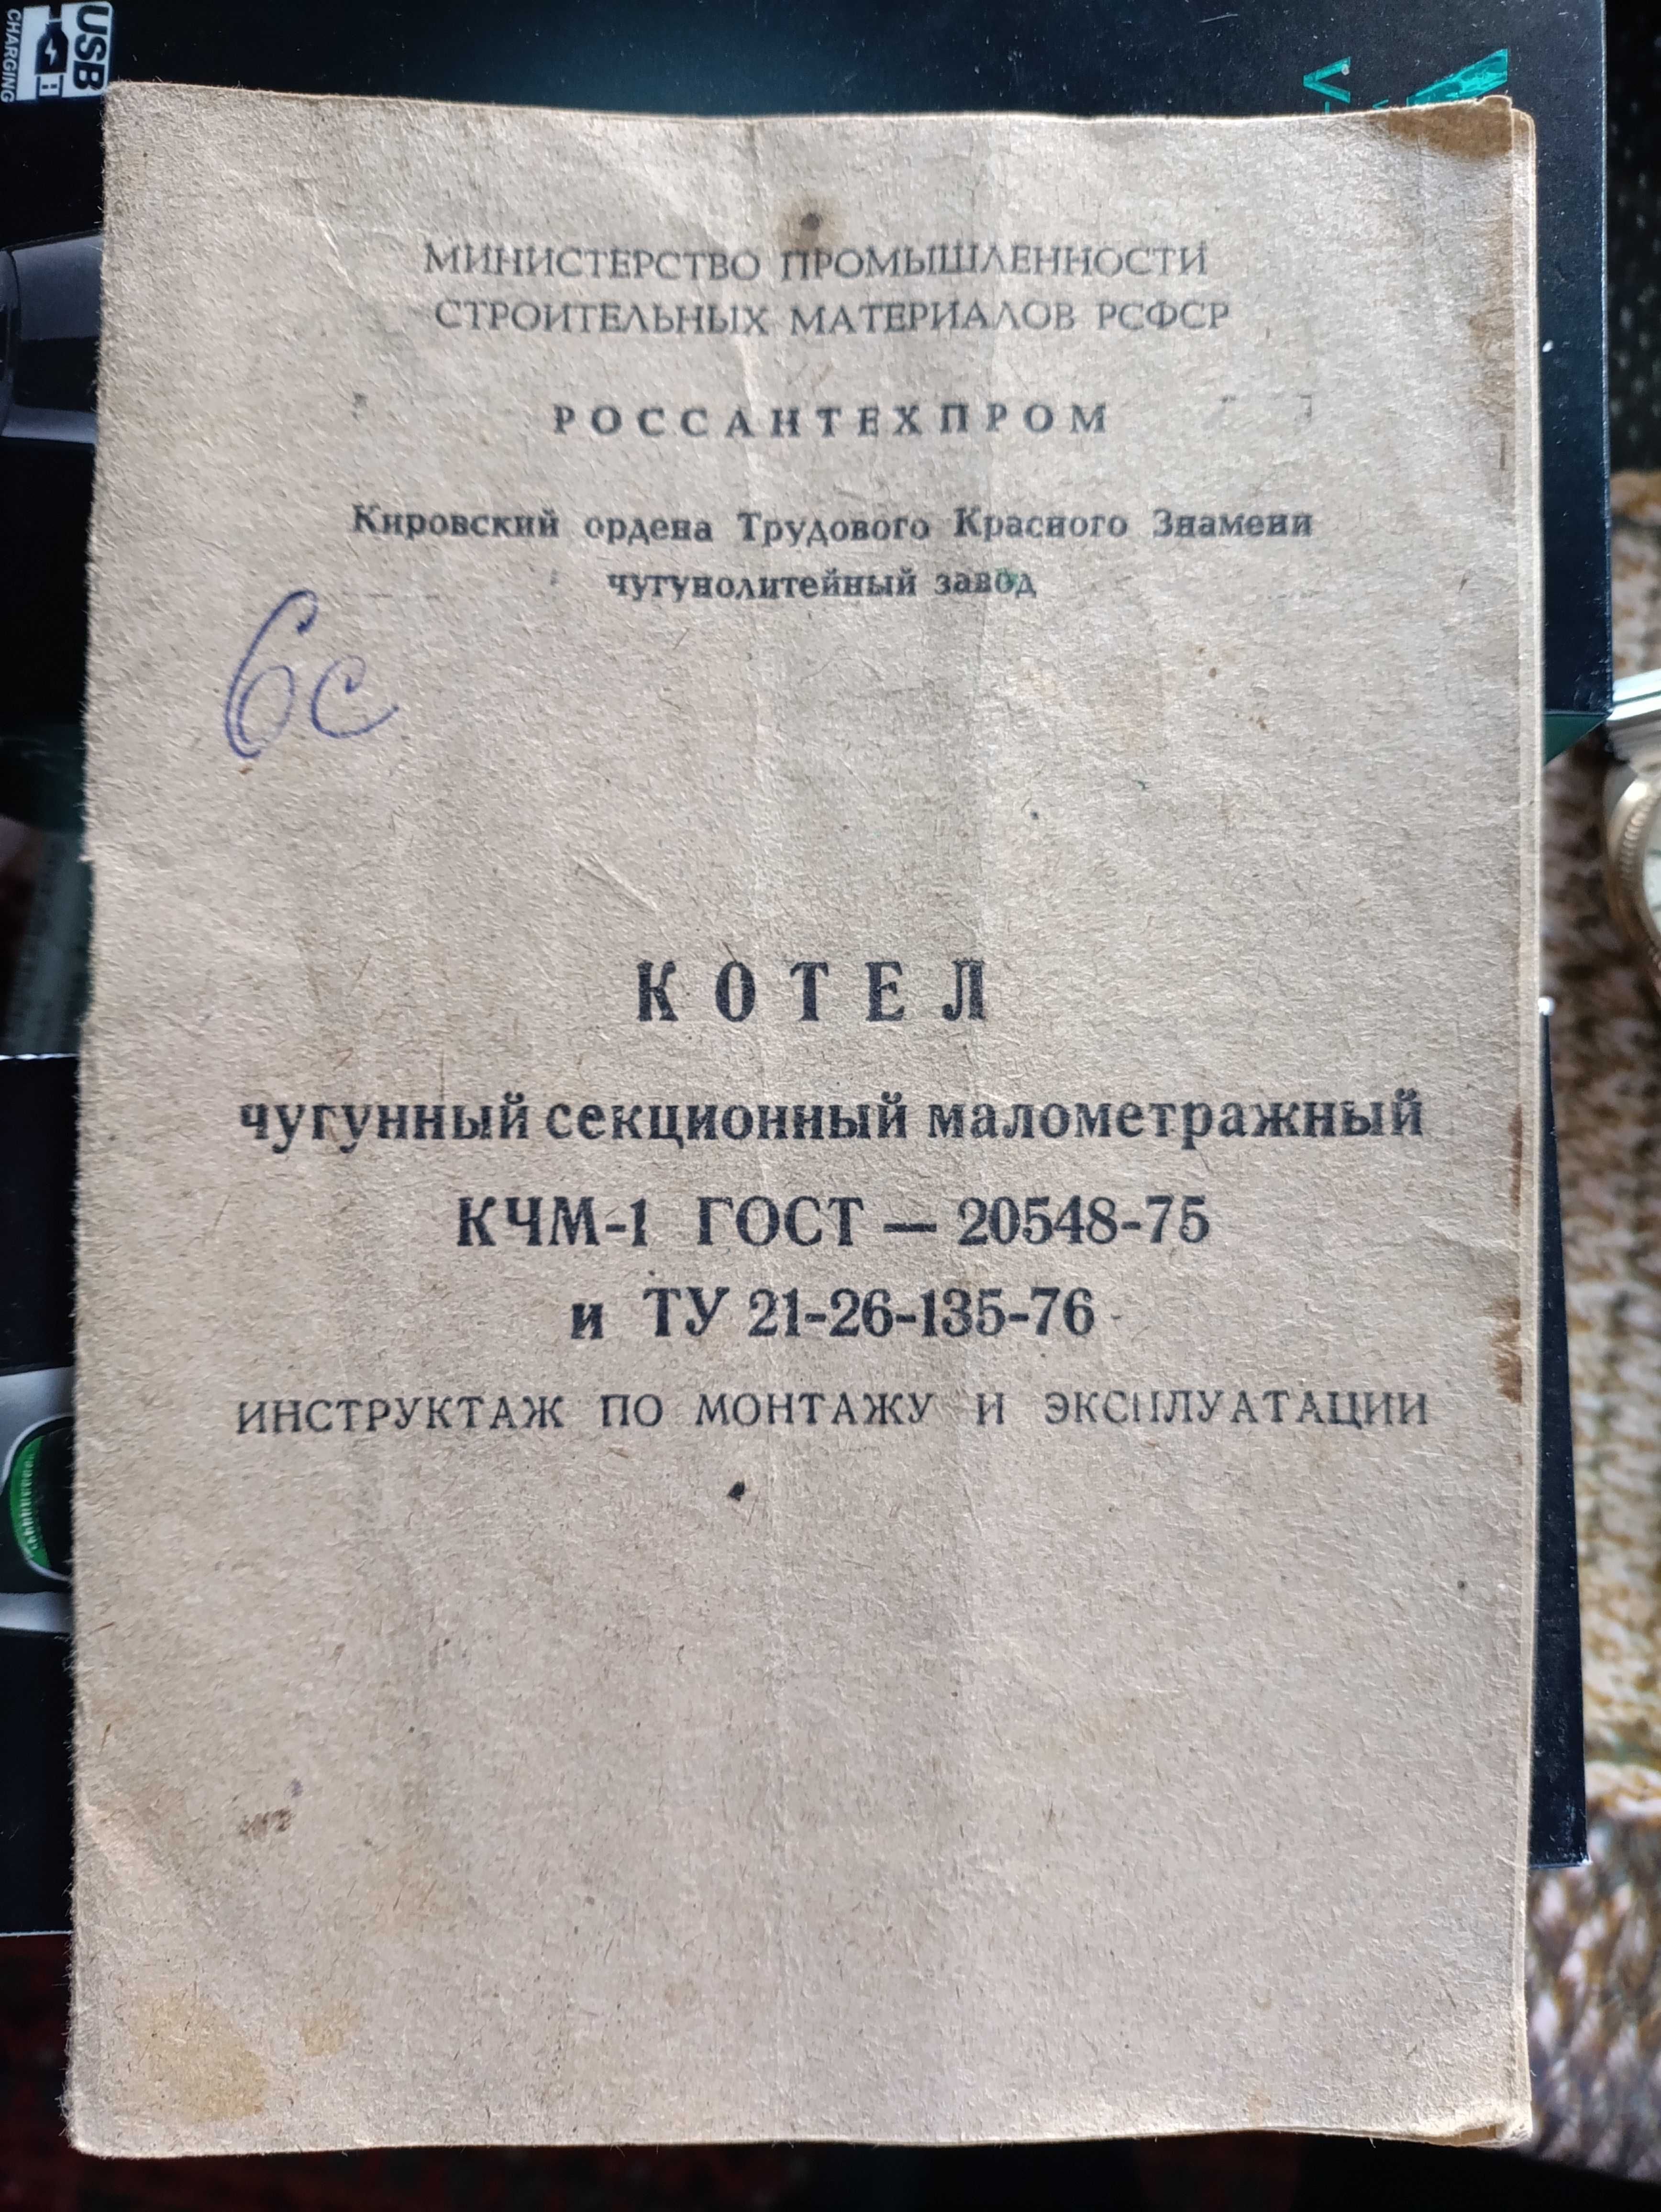 USB
CHARGING
МИНИСТЕРСТВО ПРОМЫШЛЕННОСТИ
СТРОИТЕЛЬНЫХ МАТЕРИАЛОВ РСФСР
РОССАНТЕХПРОМ
Кировский ордена Трудового Красного Знамени
чугунолитейный завод
6с
КОТЕЛ
чугунный секционный малометражный
КЧМ-1 ГОСТ — 20548-75
и ТУ 21-26-135-76
ИНСТРУКТАЖ ПО МОНТАЖУ И ЭКСПЛУАТАЦИИ